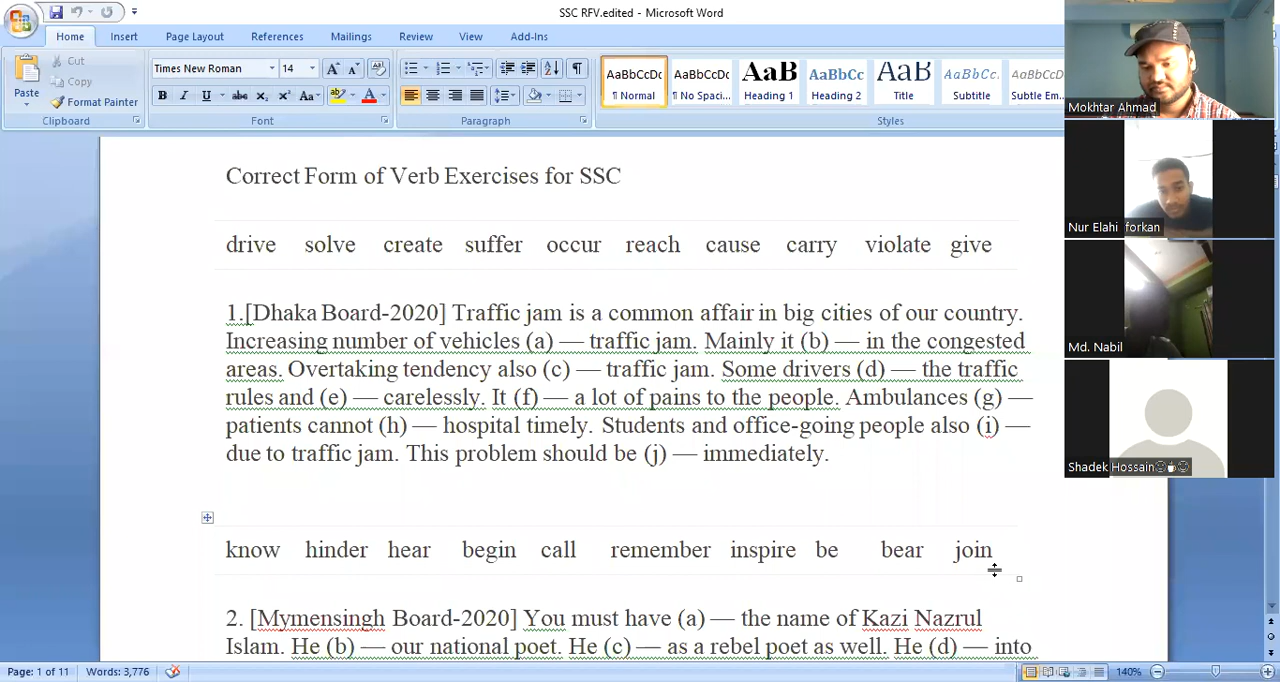 SSC RFV.edited - Microsoft Word
Home Insert Page Layout References Mailings Review View Add-Ins
Cut
Copy
Paste
Format Painter
Clipboard
Times New Roman 14
Font
Paragraph
AaBbCcDc AaBbCcDc AaB AaBbCc AaB AaBbCc. AaBbCcDc
¶ Normal ¶ No Spaci... Heading 1 Heading 2 Title Subtitle Subtle Em...
Styles
Mokhtar Ahmad
Nur Elahi forkan
Md. Nabil
Shadek Hossain
Correct Form of Verb Exercises for SSC
drive solve create suffer occur reach cause carry violate give
1.[Dhaka Board-2020] Traffic jam is a common affair in big cities of our country.
Increasing number of vehicles (a) — traffic jam. Mainly it (b) — in the congested
areas. Overtaking tendency also (c) — traffic jam. Some drivers (d) — the traffic
rules and (e) — carelessly. It (f) — a lot of pains to the people. Ambulances (g) —
patients cannot (h) — hospital timely. Students and office-going people also (i) —
due to traffic jam. This problem should be (j) — immediately.
know hinder hear begin call remember inspire be bear join
2. [Mymensingh Board-2020] You must have (a) — the name of Kazi Nazrul
Islam. He (b) — our national poet. He (c) — as a rebel poet as well. He (d) — into
Page: 1 of 11 Words: 3,776 140%